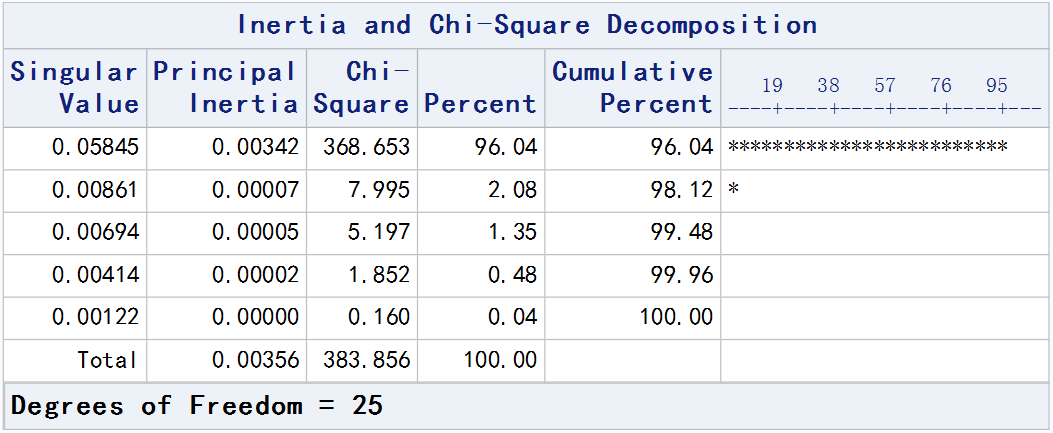 Inertia and Chi-Square Decomposition
Singular Principal Chi- Cumulative
Value Inertia Square Percent Percent
19 38 57 76 95
----+----+----+----+----+---
0.05845 0.00342 368.653 96.04 96.04 *************************
0.00861 0.00007 7.995 2.08 98.12 *
0.00694 0.00005 5.197 1.35 99.48
0.00414 0.00002 1.852 0.48 99.96
0.00122 0.00000 0.160 0.04 100.00
Total 0.00356 383.856 100.00
Degrees of Freedom = 25